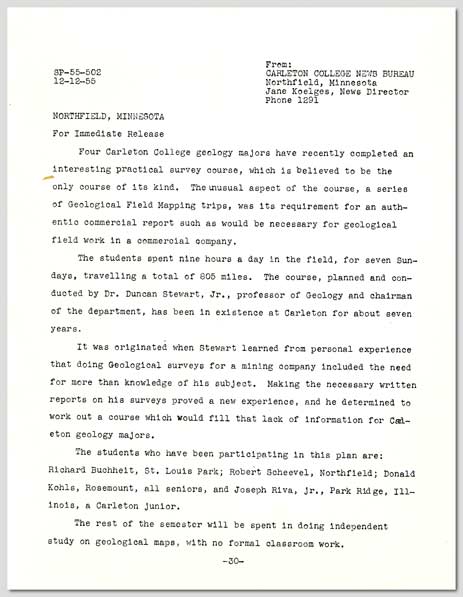 From:
SP-55-502
CARLETON COLLEGE NEWS BUREAU
12-12-55
Northfield, Minnesota
Jane Koelges, News Director
Phone 1291
NORTHFIELD, MINNESOTA
For Immediate Release
Four Carleton College geology majors have recently completed an
interesting practical survey course, which is believed to be the
only course of its kind. The unusual aspect of the course, a series
of Geological Field Mapping trips, was its requirement for an auth-
entic commercial report such as would be necessary for geological
field work in a commercial company.
The students spent nine hours a day in the field, for seven Sun-
days, travelling a total of 805 miles. The course, planned and con-
ducted by Dr. Duncan Stewart, Jr., professor of Geology and chairman
of the department, has been in existence at Carleton for about seven
years.
It was originated when Stewart learned from personal experience
that doing Geological surveys for a mining company included the need
for more than knowledge of his subject. Making the necessary written
reports on his surveys proved a new experience, and he determined to
work out a course which would fill that lack of information for Carl-
eton geology majors.
The students who have been participating in this plan are:
Richard Buchheit, St. Louis Park; Robert Scheevel, Northfield; Donald
Kohls, Rosemount, all seniors, and Joseph Riva, jr., Park Ridge, Ill-
inois, a Carleton junior.
The rest of the semester will be spent in doing independent
study on geological maps, with no formal classroom work.
-30-